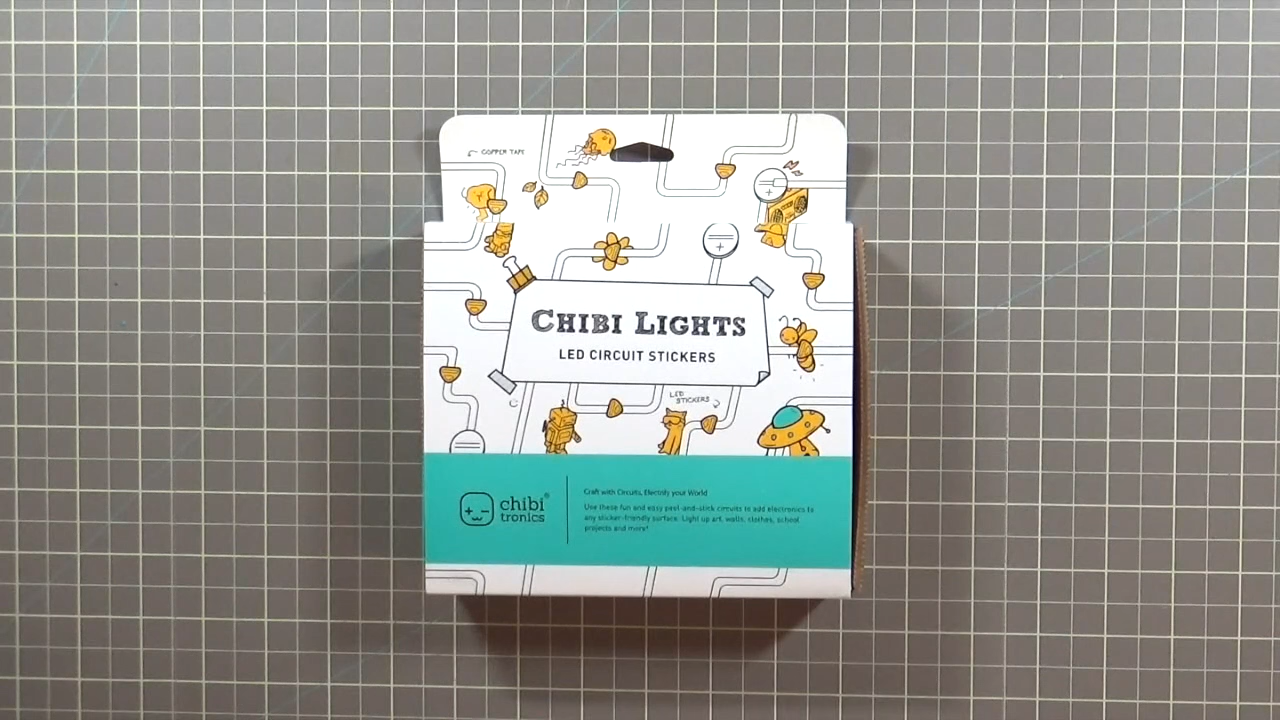 COPPER TAPE
CHIBI LIGHTS
LED CIRCUIT STICKERS
LED
STICKERS
chibi®
tronics
Craft with Circuits, Electrify your World
Use these fun and easy peel-and-stick circuits to add electronics to
any sticker-friendly surface. Light up art, walls, clothes, school
projects and more!